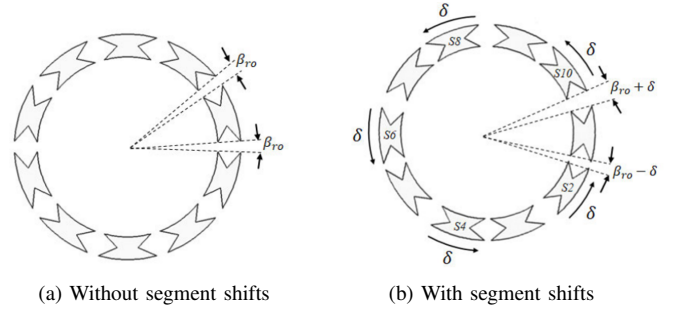 β_ro
β_ro
δ
S8
δ
S10
β_ro + δ
δ
S6
β_ro − δ
S2
δ
S4
δ
(a) Without segment shifts
(b) With segment shifts